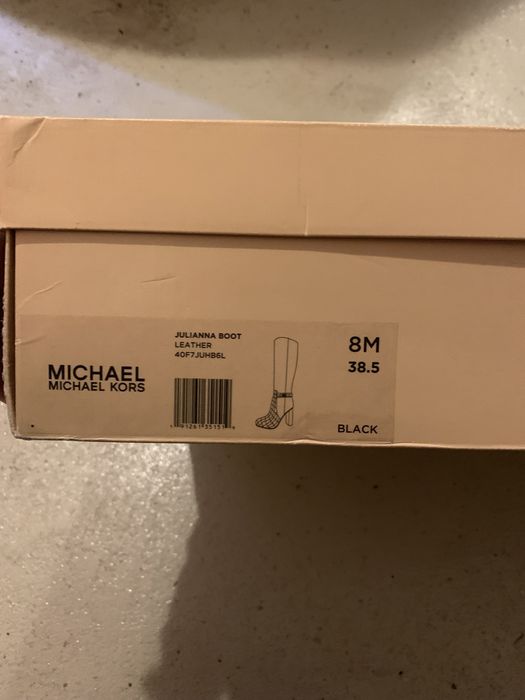 JULIANNA BOOT
LEATHER
40F7JUHB6L
MICHAEL
MICHAEL KORS
8M
38.5
BLACK